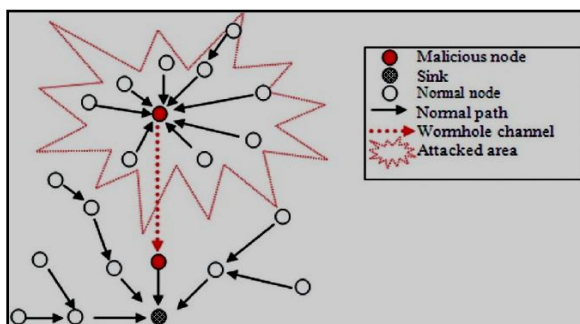 Malicious node
Sink
Normal node
Normal path
Wormhole channel
Attacked area